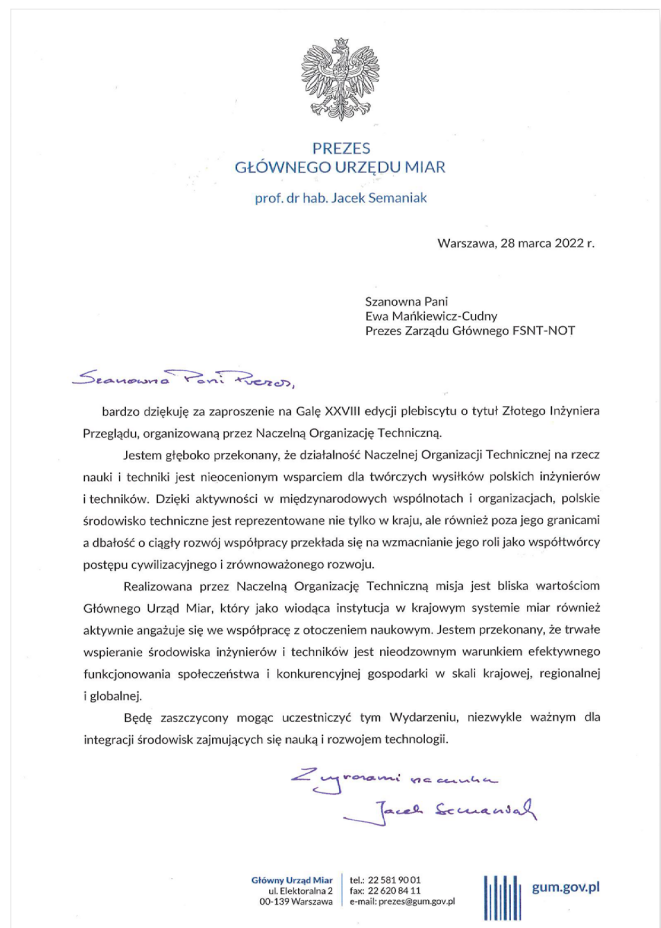 PREZES
GŁÓWNEGO URZĘDU MIAR
prof. dr hab. Jacek Semaniak
Warszawa, 28 marca 2022 r.
Szanowna Pani
Ewa Mańkiewicz-Cudny
Prezes Zarządu Głównego FSNT-NOT
Szanowna Pani Prezes,
bardzo dziękuję za zaproszenie na Galę XXVIII edycji plebiscytu o tytuł Złotego Inżyniera
Przeglądu, organizowaną przez Naczelną Organizację Techniczną.
Jestem głęboko przekonany, że działalność Naczelnej Organizacji Technicznej na rzecz
nauki i techniki jest nieocenionym wsparciem dla twórczych wysiłków polskich inżynierów
i techników. Dzięki aktywności w międzynarodowych wspólnotach i organizacjach, polskie
środowisko techniczne jest reprezentowane nie tylko w kraju, ale również poza jego granicami
a dbałość o ciągły rozwój współpracy przekłada się na wzmacnianie jego roli jako współtwórcy
postępu cywilizacyjnego i zrównoważonego rozwoju.
Realizowana przez Naczelną Organizację Techniczną misja jest bliska wartościom
Głównego Urząd Miar, który jako wiodąca instytucja w krajowym systemie miar również
aktywnie angażuje się we współpracę z otoczeniem naukowym. Jestem przekonany, że trwałe
wspieranie środowiska inżynierów i techników jest nieodzownym warunkiem efektywnego
funkcjonowania społeczeństwa i konkurencyjnej gospodarki w skali krajowej, regionalnej
i globalnej.
Będę zaszczycony mogąc uczestniczyć tym Wydarzeniu, niezwykle ważnym dla
integracji środowisk zajmujących się nauką i rozwojem technologii.
Z wyrazami szacunku
Jacek Semaniak
Główny Urząd Miar
ul. Elektoralna 2
00-139 Warszawa
tel.: 22 581 90 01
fax: 22 620 84 11
e-mail: prezes@gum.gov.pl
gum.gov.pl